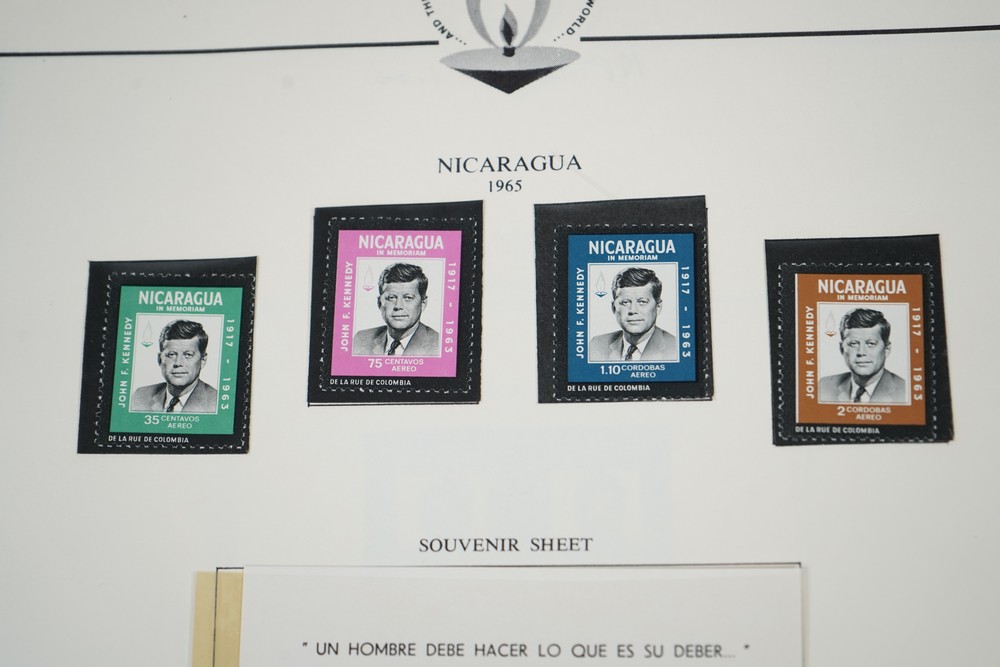 ...AND THE
WORLD...
NICARAGUA
1965
NICARAGUA
IN MEMORIAM
JOHN F. KENNEDY
1917 - 1963
35 CENTAVOS
AEREO
DE LA RUE DE COLOMBIA
NICARAGUA
IN MEMORIAM
JOHN F. KENNEDY
1917 - 1963
75 CENTAVOS
AEREO
DE LA RUE DE COLOMBIA
NICARAGUA
IN MEMORIAM
JOHN F. KENNEDY
1917 - 1963
1.10 CORDOBAS
AEREO
DE LA RUE DE COLOMBIA
NICARAGUA
IN MEMORIAM
JOHN F. KENNEDY
1917 - 1963
2 CORDOBAS
AEREO
DE LA RUE DE COLOMBIA
SOUVENIR SHEET
" UN HOMBRE DEBE HACER LO QUE ES SU DEBER... "